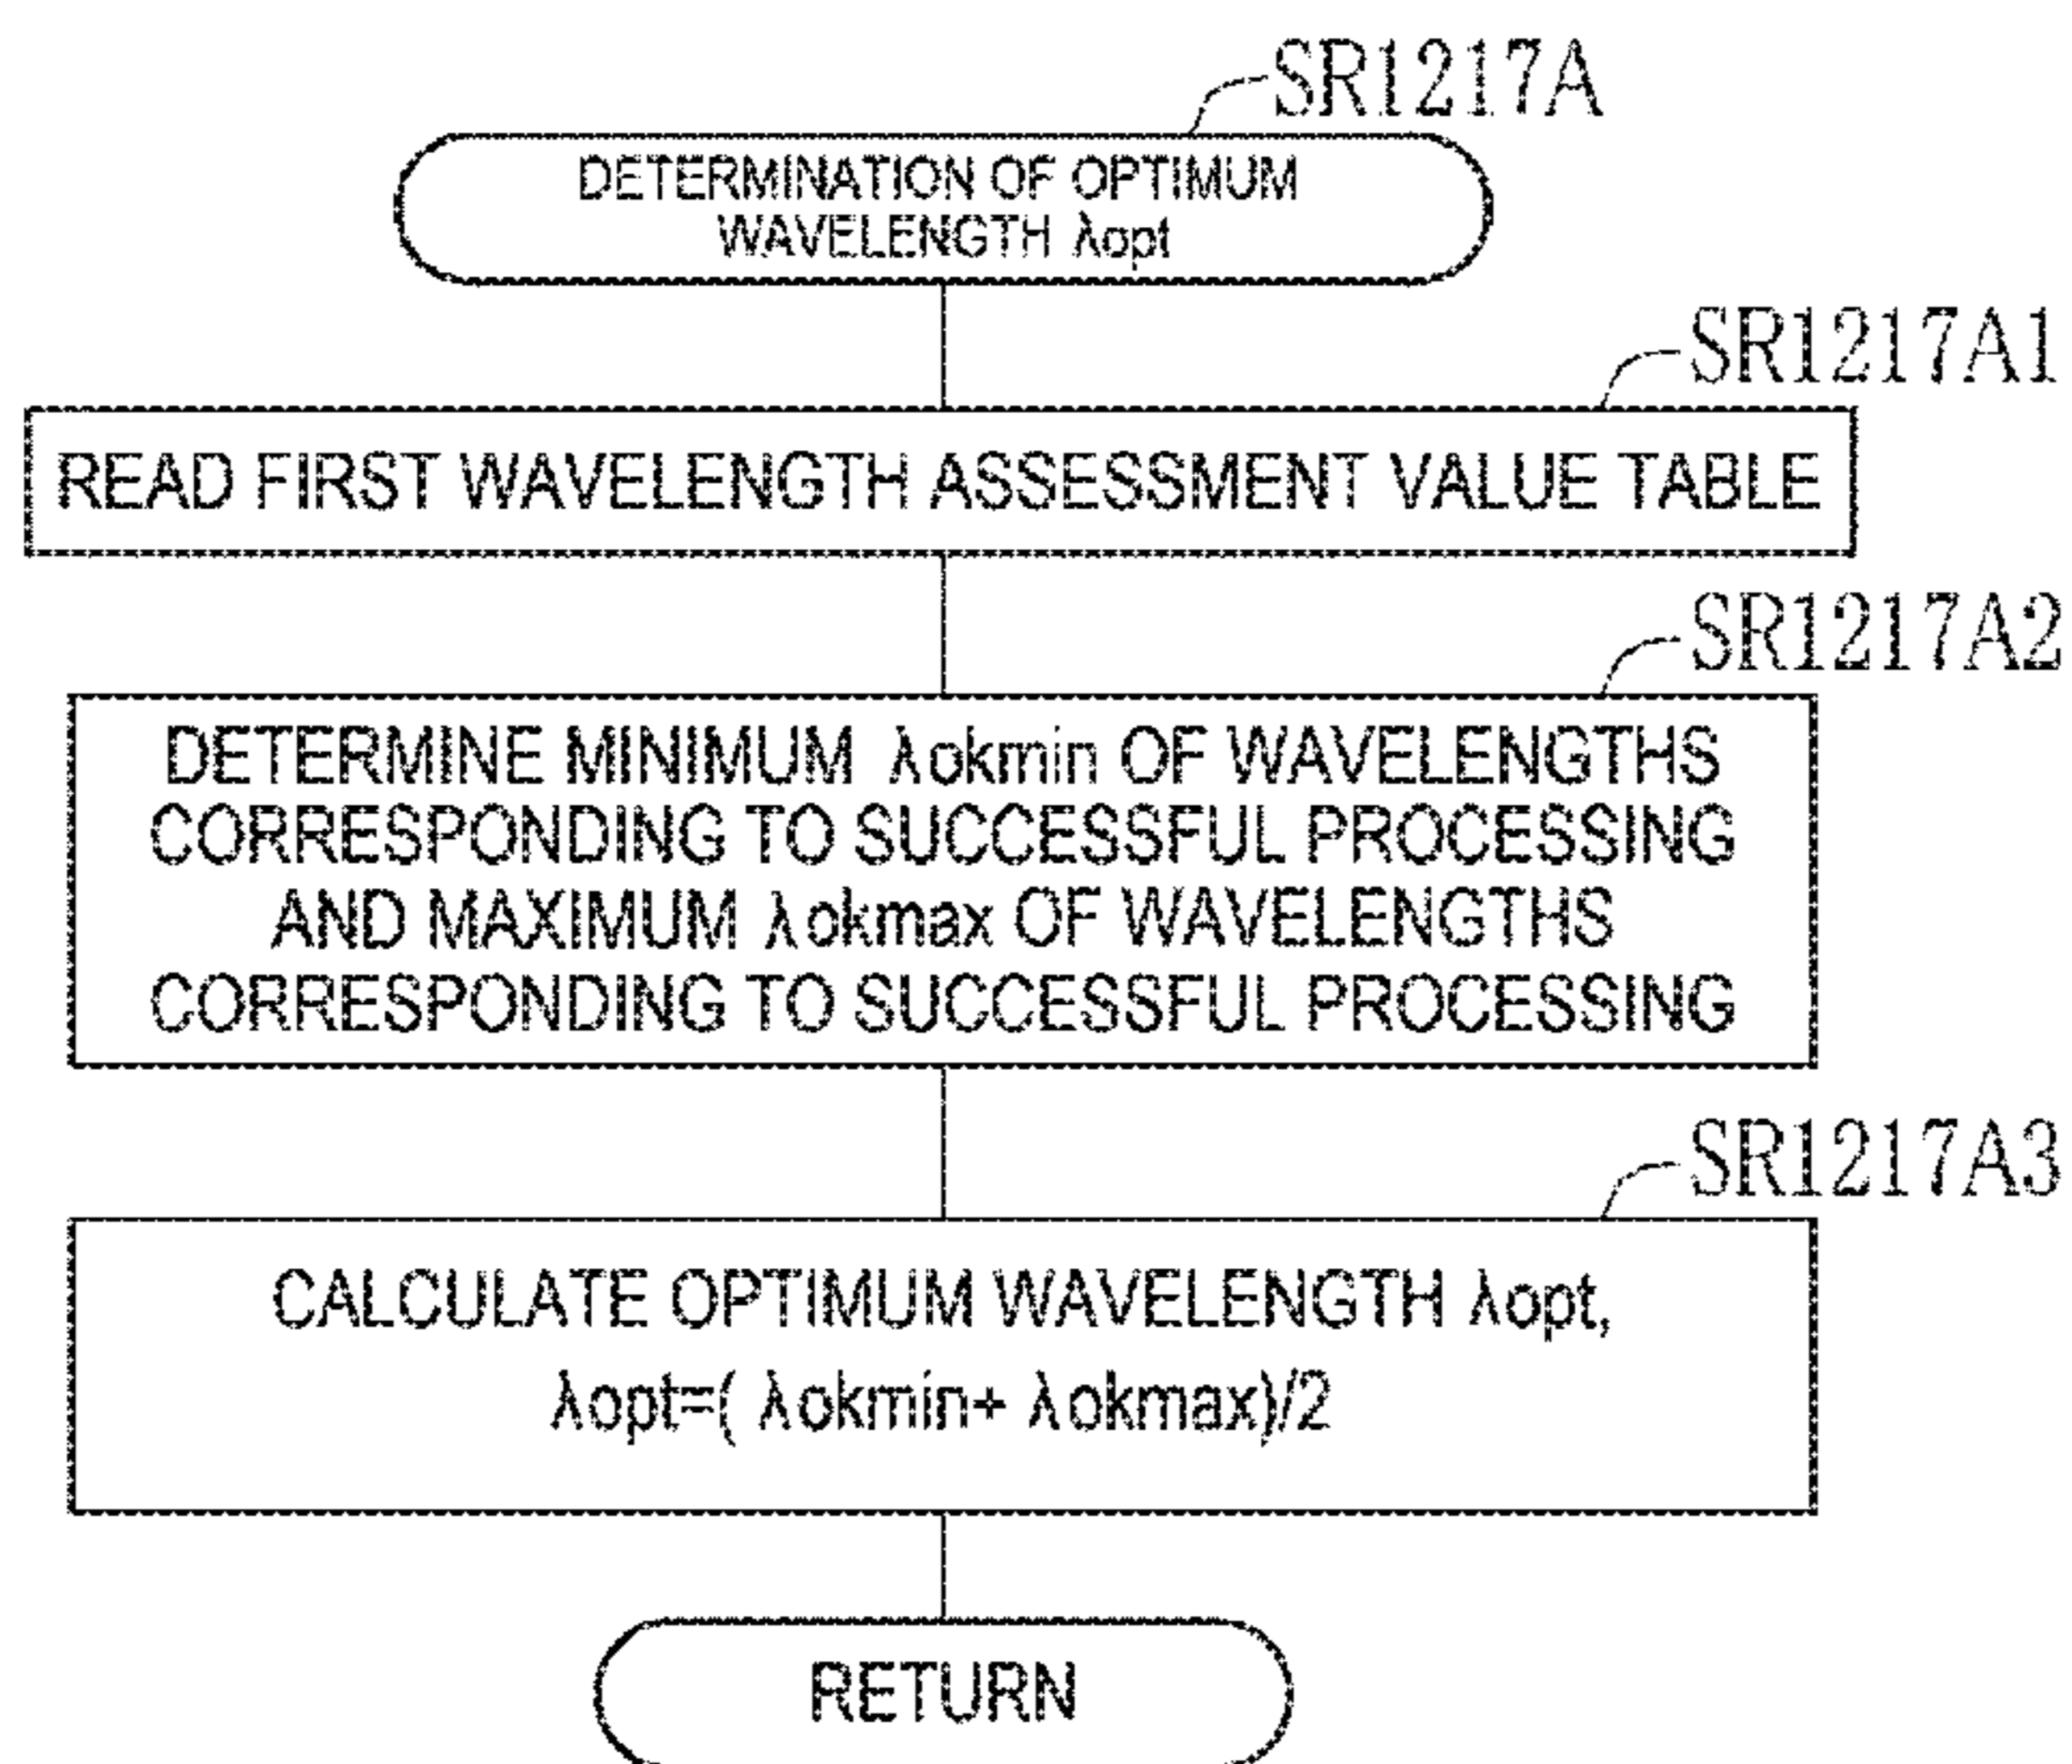 SR1217A
DETERMINATION OF OPTIMUM
WAVELENGTH λopt
SR1217A1
READ FIRST WAVELENGTH ASSESSMENT VALUE TABLE
SR1217A2
DETERMINE MINIMUM λokmin OF WAVELENGTHS
CORRESPONDING TO SUCCESSFUL PROCESSING
AND MAXIMUM λokmax OF WAVELENGTHS
CORRESPONDING TO SUCCESSFUL PROCESSING
SR1217A3
CALCULATE OPTIMUM WAVELENGTH λopt,
λopt=( λokmin+ λokmax)/2
RETURN